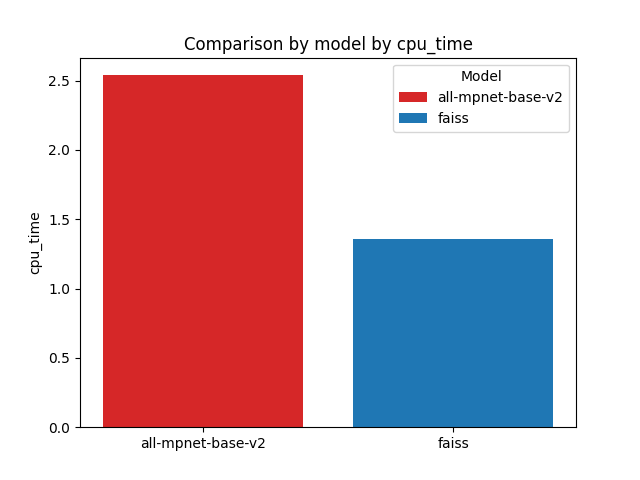 Comparison by model by cpu_time
Model
all-mpnet-base-v2
faiss
cpu_time
2.5
2.0
1.5
1.0
0.5
0.0
all-mpnet-base-v2
faiss